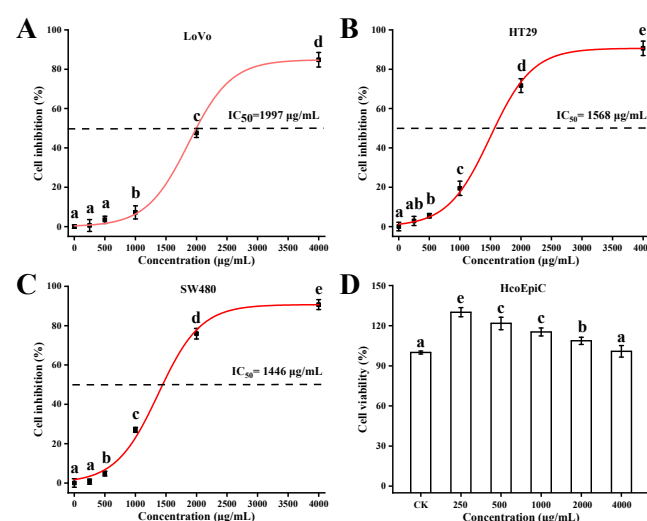 A
LoVo
d
c
IC50=1997 μg/mL
b
a a a
Cell inhibition (%)
100
80
60
40
20
0
0 500 1000 1500 2000 2500 3000 3500 4000
Concentration (μg/mL)
B
HT29
e
d
IC50= 1568 μg/mL
c
a ab b
Cell inhibition (%)
100
80
60
40
20
0
0 500 1000 1500 2000 2500 3000 3500 4000
Concentration (μg/mL)
C
SW480
e
d
IC50= 1446 μg/mL
c
a a b
Cell inhibition (%)
100
80
60
40
20
0
0 500 1000 1500 2000 2500 3000 3500 4000
Concentration (μg/mL)
D
HcoEpiC
a e c c b a
Cell viability (%)
150
120
90
60
30
0
CK 250 500 1000 2000 4000
Concentration (μg/mL)